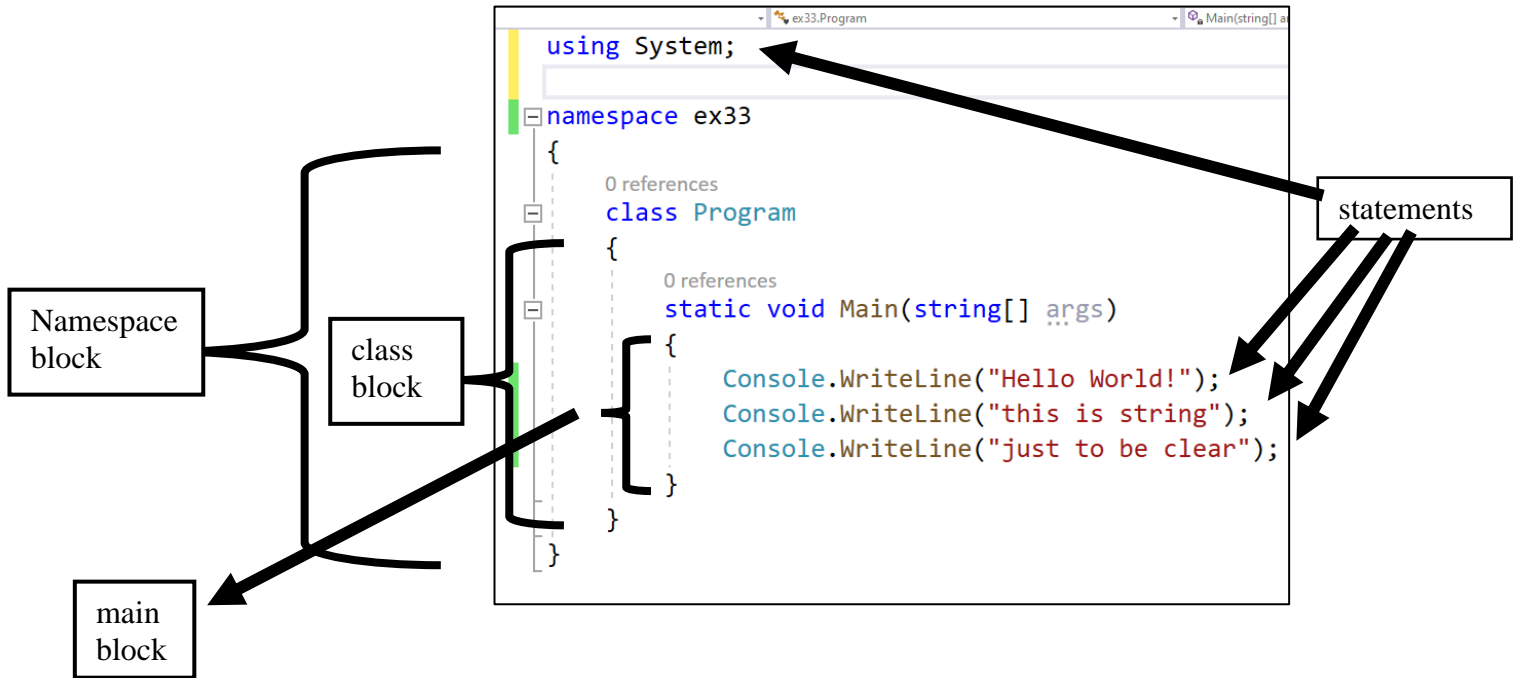 ex33.Program
Main(string[] ar
using System;
namespace ex33
{
0 references
class Program
{
0 references
static void Main(string[] args)
{
Console.WriteLine("Hello World!");
Console.WriteLine("this is string");
Console.WriteLine("just to be clear");
}
}
}
statements
Namespace
block
class
block
main
block